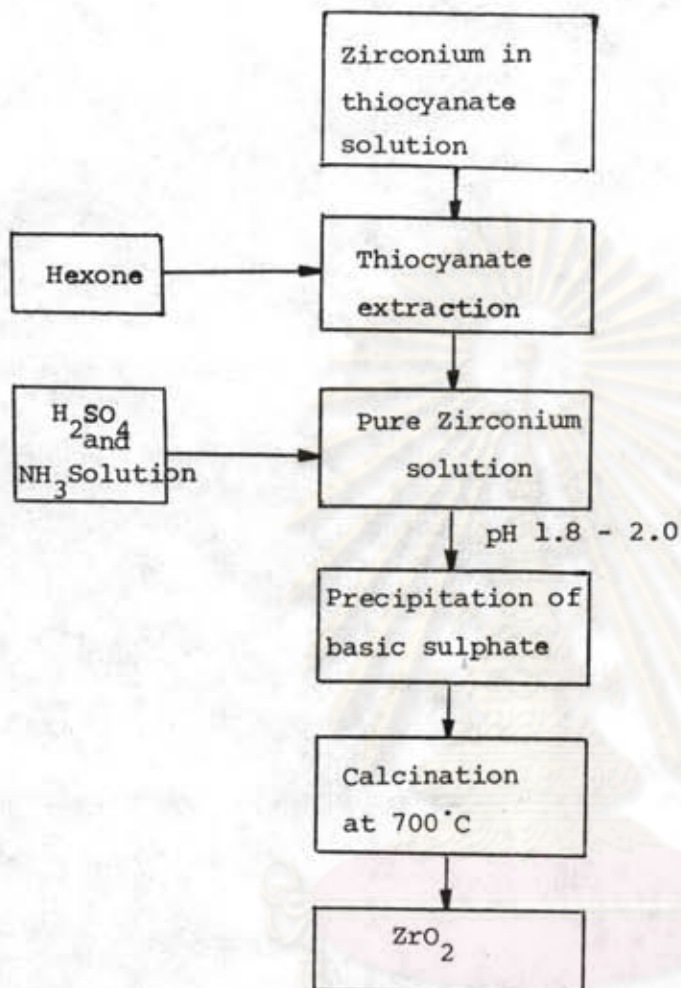 Zirconium in
thiocyanate
solution
Hexone
Thiocyanate
extraction
H₂SO₄
and
NH₃Solution
Pure Zirconium
solution
pH 1.8 - 2.0
Precipitation of
basic sulphate
Calcination
at 700°C
ZrO₂